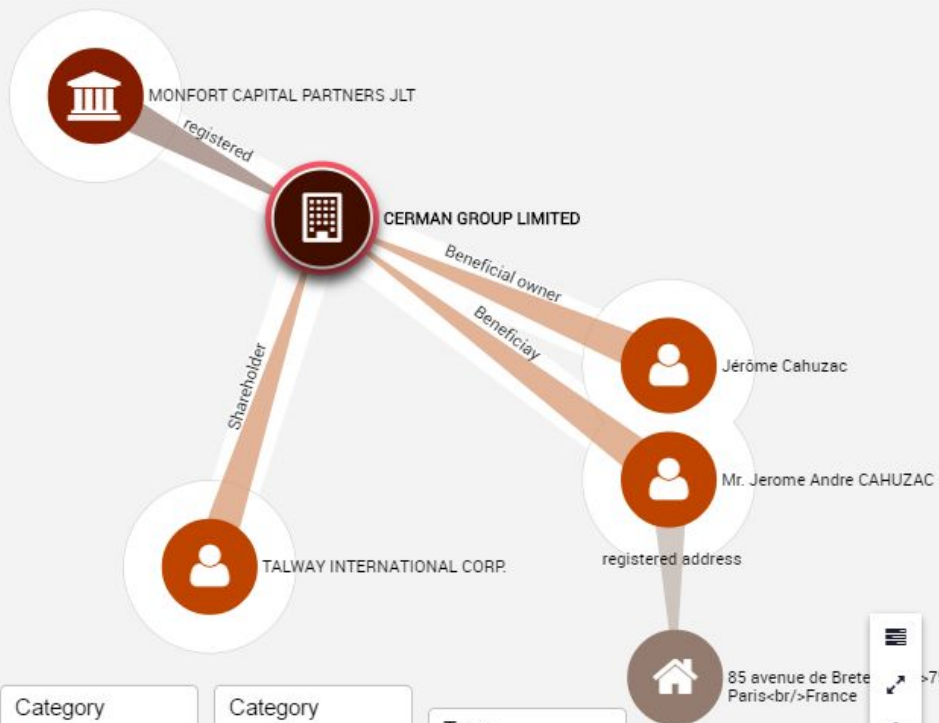 MONFORT CAPITAL PARTNERS JLT
registered
CERMAN GROUP LIMITED
Beneficial owner
Beneficiay
Shareholder
Jérôme Cahuzac
Mr. Jerome Andre CAHUZAC
TALWAY INTERNATIONAL CORP.
registered address
85 avenue de
Paris<br/>France
Category
Category